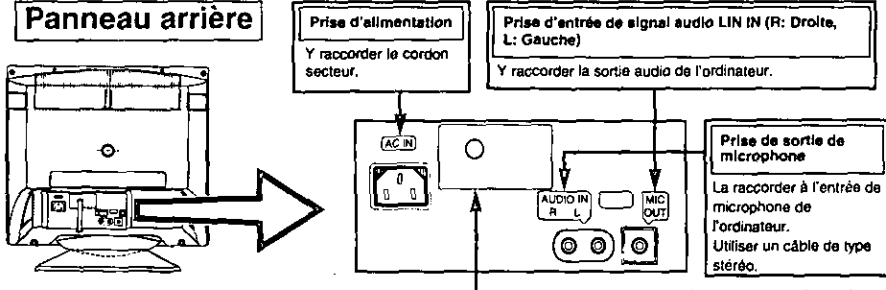 Panneau arrière
Prise d'alimentation
Y raccorder le cordon
secteur.
Prise d'entrée de signal audio LIN IN (R: Droite,
L: Gauche)
Y raccorder la sortie audio de l'ordinateur.
AC IN
AUDIO IN
R L
MIC
OUT
Prise de sortie de
microphone
La raccorder à l'entrée de
microphone de
l'ordinateur.
Utiliser un câble de type
stéréo.